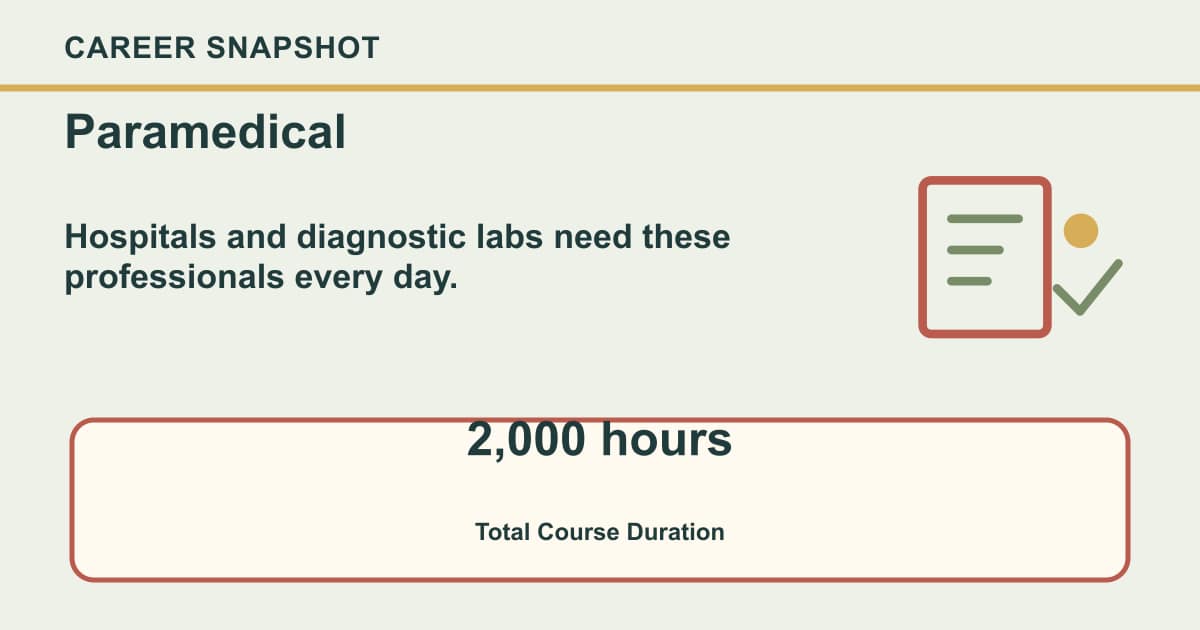 CAREER SNAPSHOT
Paramedical
Hospitals and diagnostic labs need these
professionals every day.
2,000 hours
Total Course Duration